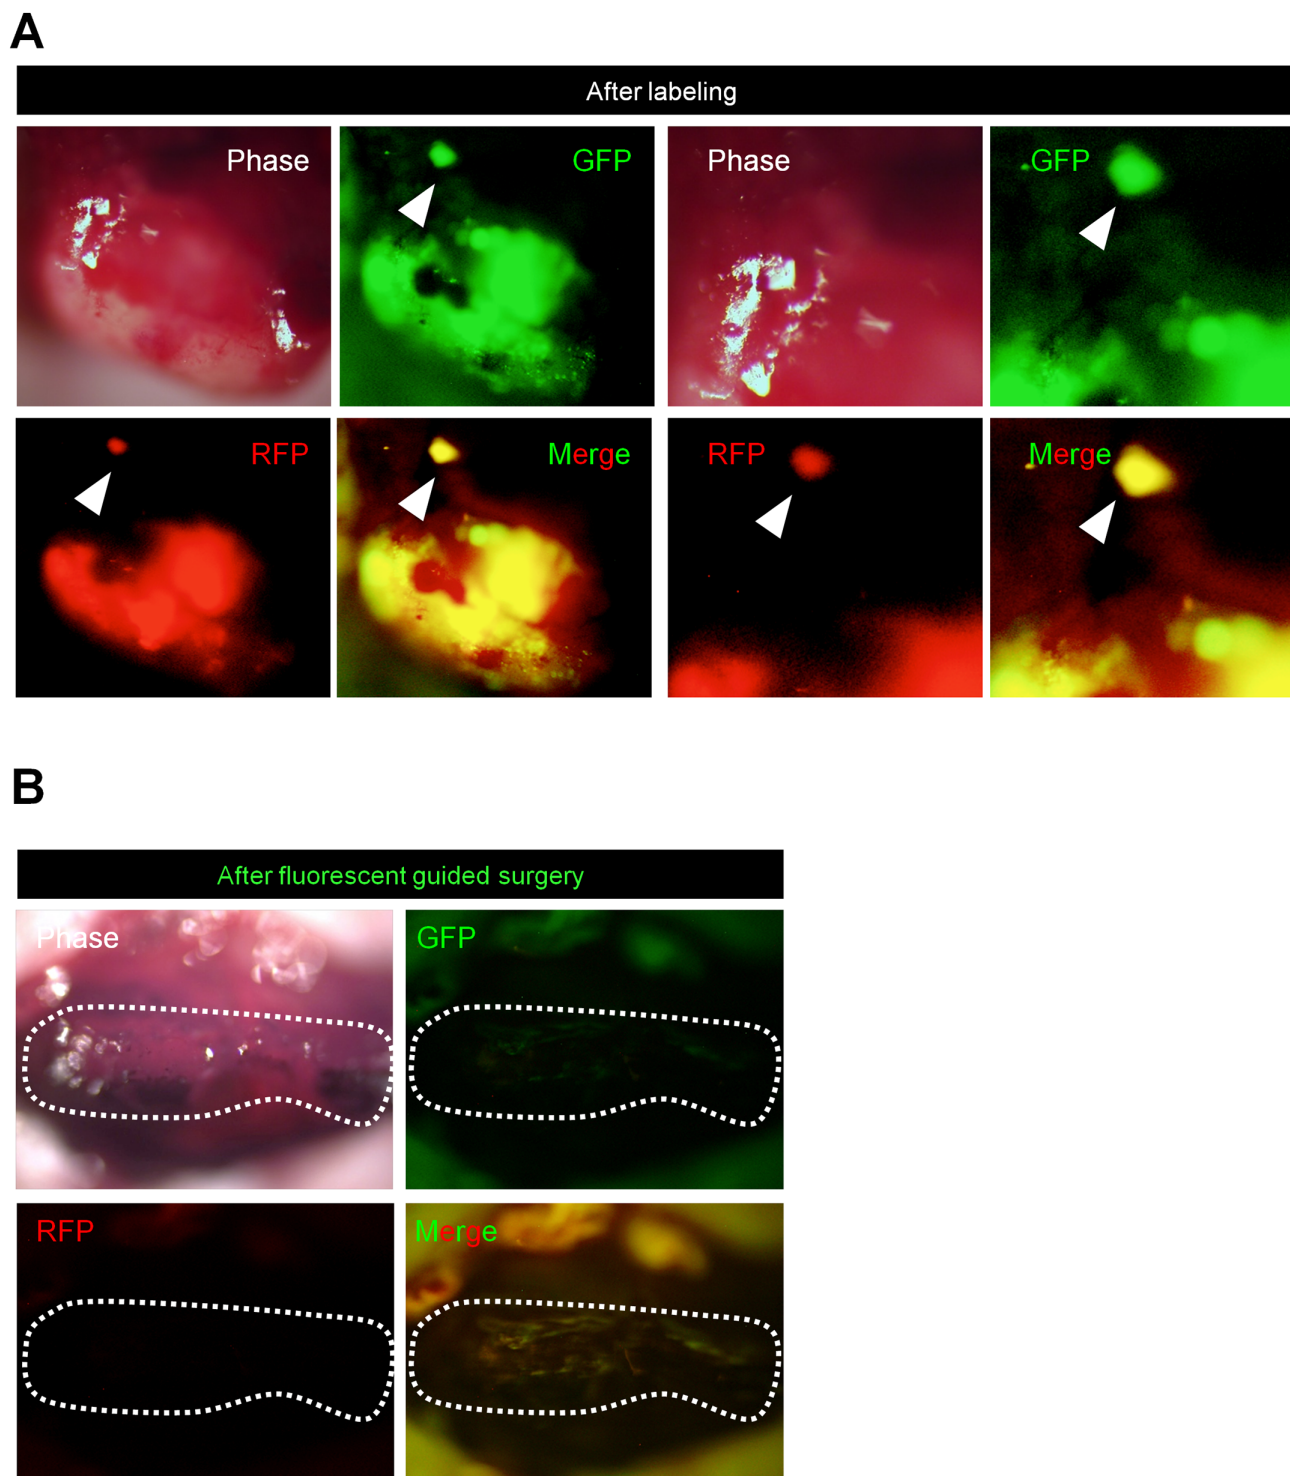 A
After labeling
Phase
GFP
Phase
GFP
RFP
Merge
RFP
Merge
B
After fluorescent guided surgery
Phase
GFP
RFP
Merge